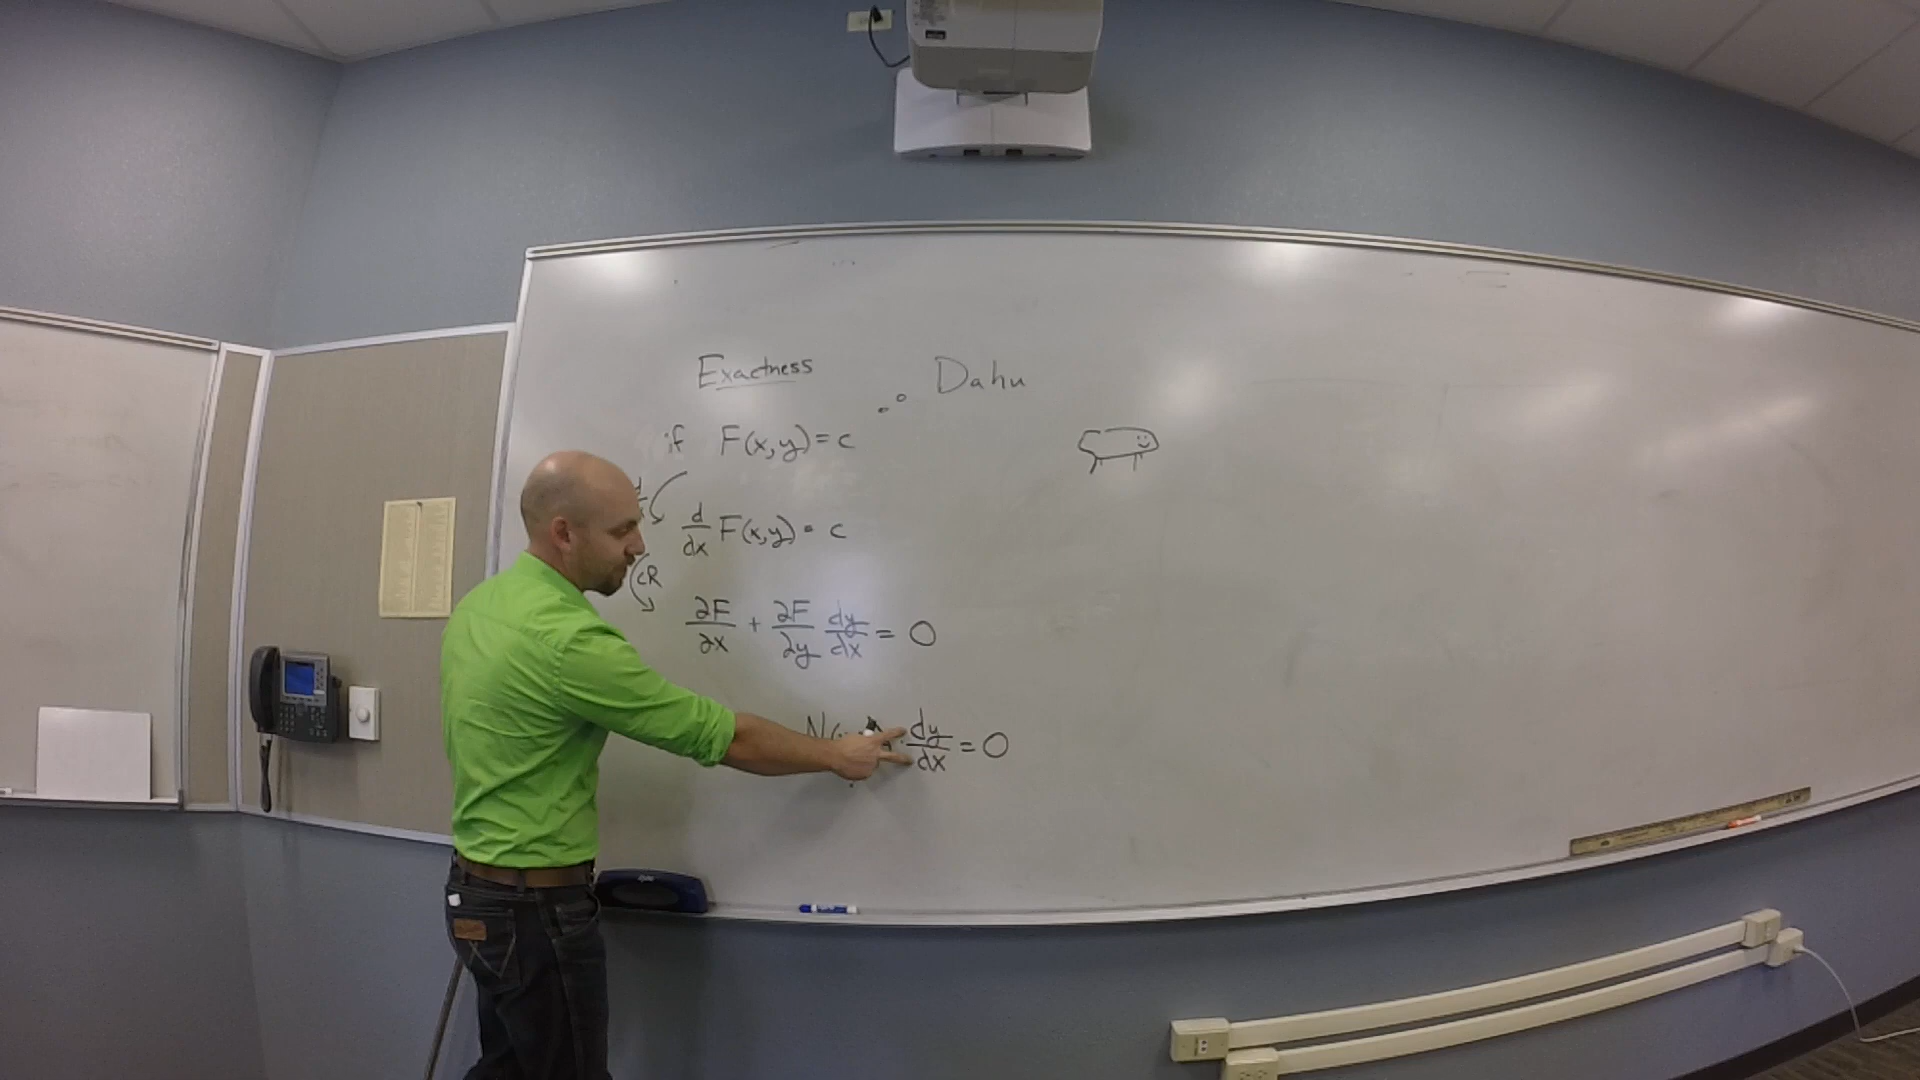 Exactness
Dahu
if F(x,y) = c
d/dx F(x,y) = c
CR
∂F/∂x + ∂F/∂y dy/dx = 0
N dy/dx = 0